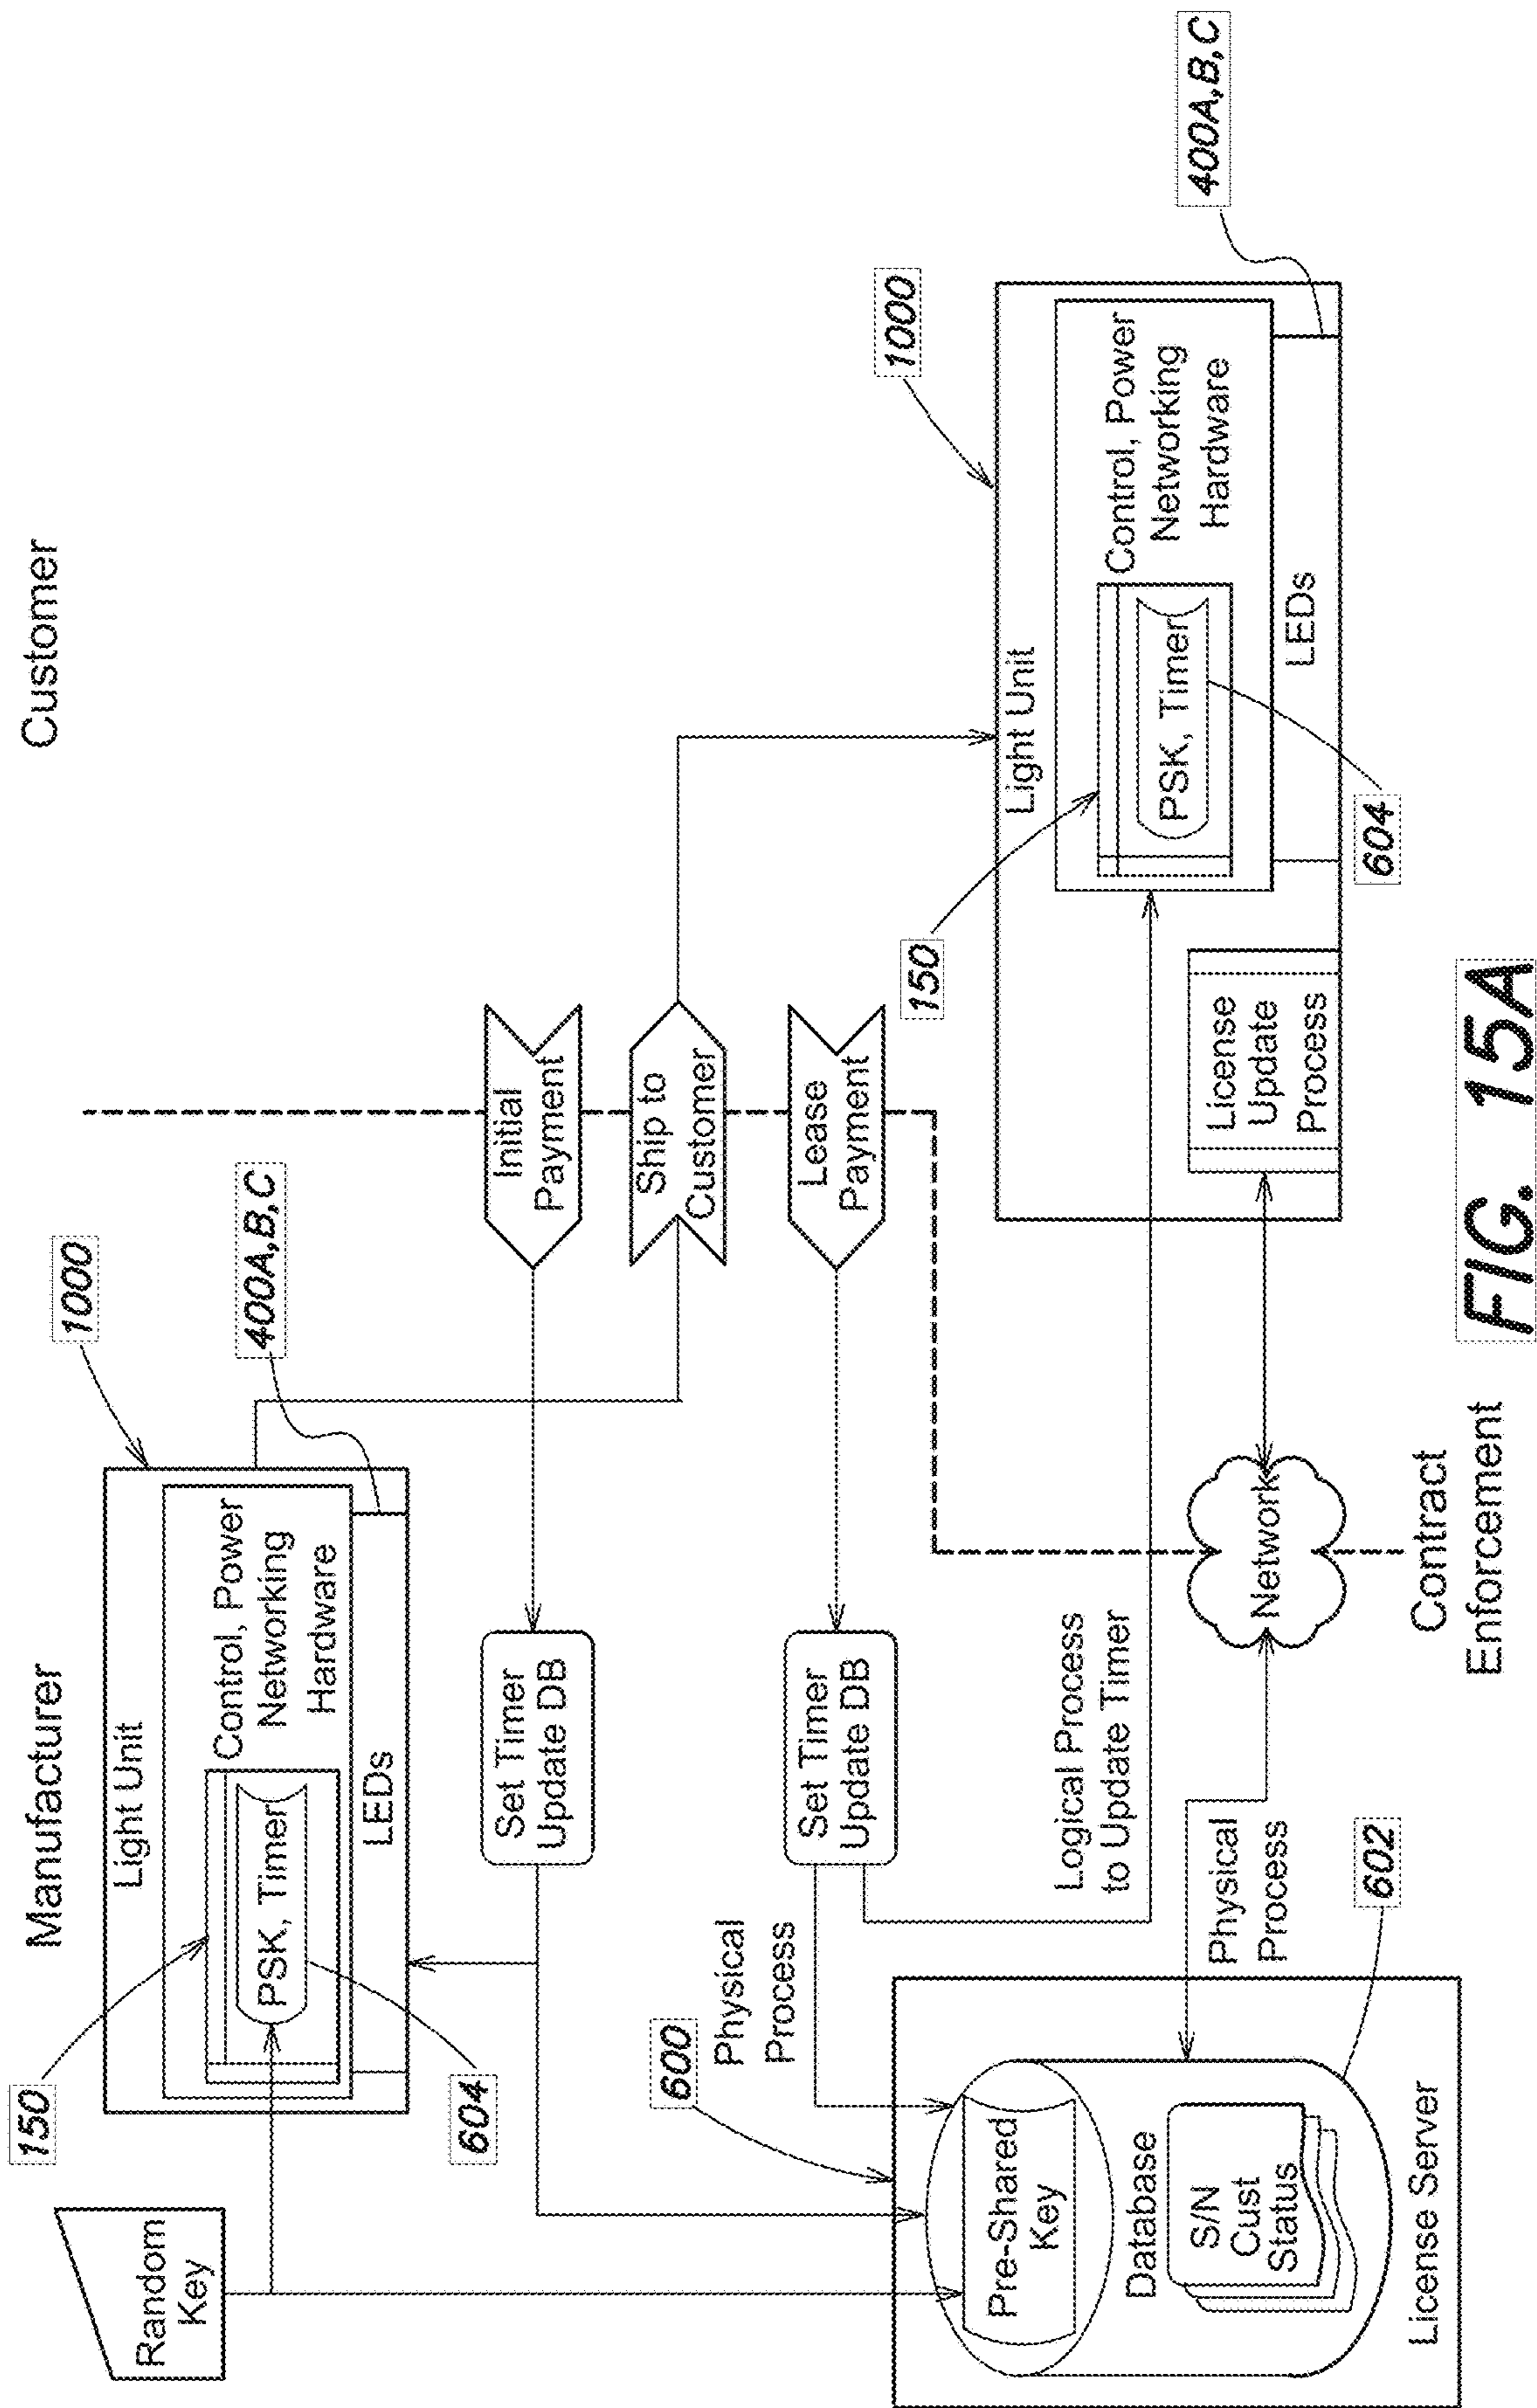 Manufacturer
Customer
Random
Key
150
604
Light Unit
PSK, Timer
Control, Power
Networking
Hardware
LEDs
1000
400A,B,C
Set Timer
Update DB
Initial
Payment
Ship to
Customer
Set Timer
Update DB
Lease
Payment
Physical
Process
600
Pre-Shared
Key
Database
S/N
Cust
Status
License Server
602
Logical Process
to Update Timer
Physical
Process
Network
Contract
Enforcement
1000
Light Unit
150
PSK, Timer
Control, Power
Networking
Hardware
License
Update
Process
LEDs
604
400A,B,C
FIG. 15A